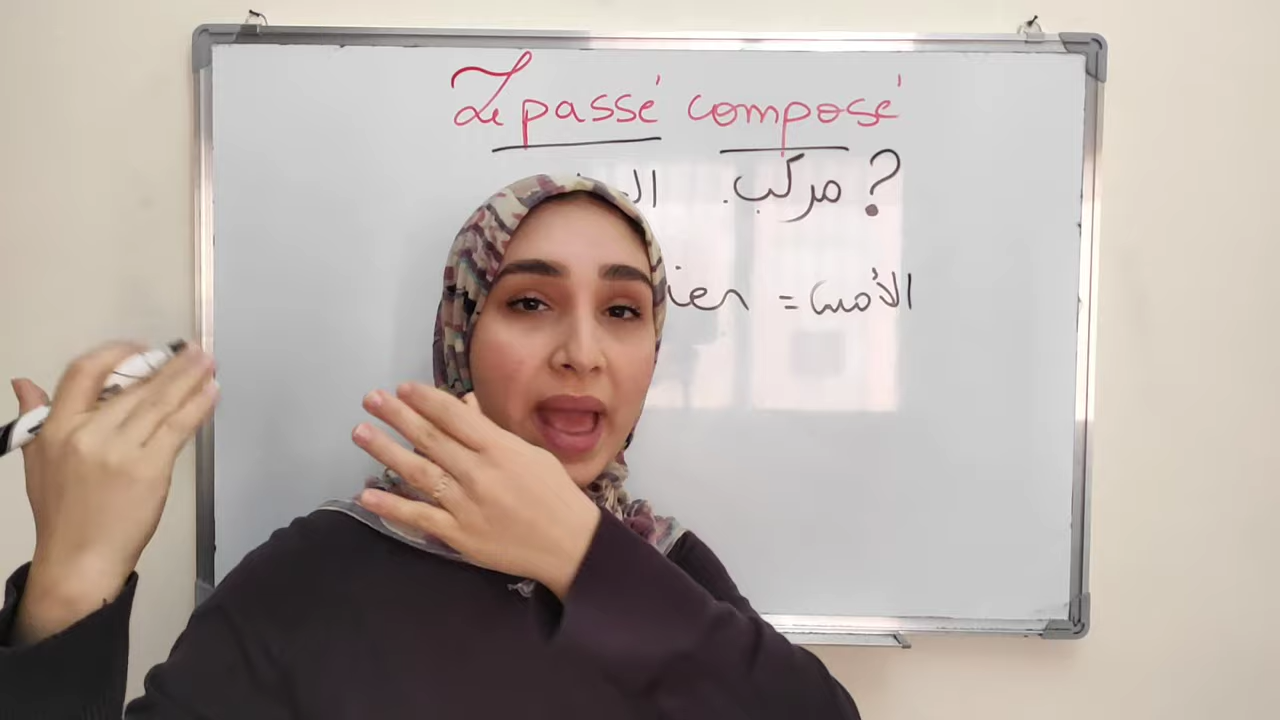 Le passé composé
مركب ?
= الأمس